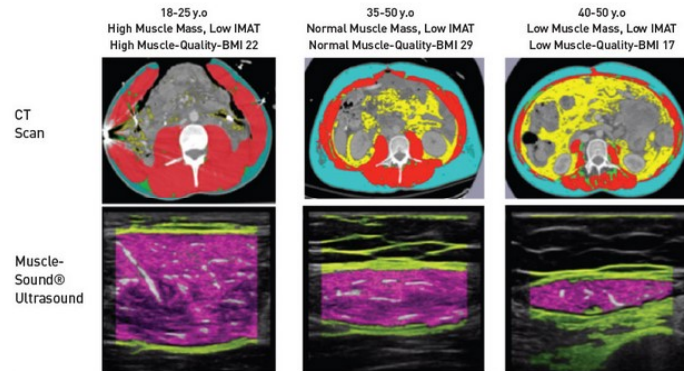 18-25 y.o
High Muscle Mass, Low IMAT
High Muscle-Quality-BMI 22
35-50 y.o
Normal Muscle Mass, Low IMAT
Normal Muscle-Quality-BMI 29
40-50 y.o
Low Muscle Mass, Low IMAT
Low Muscle-Quality-BMI 17
CT
Scan
Muscle-
Sound®
Ultrasound